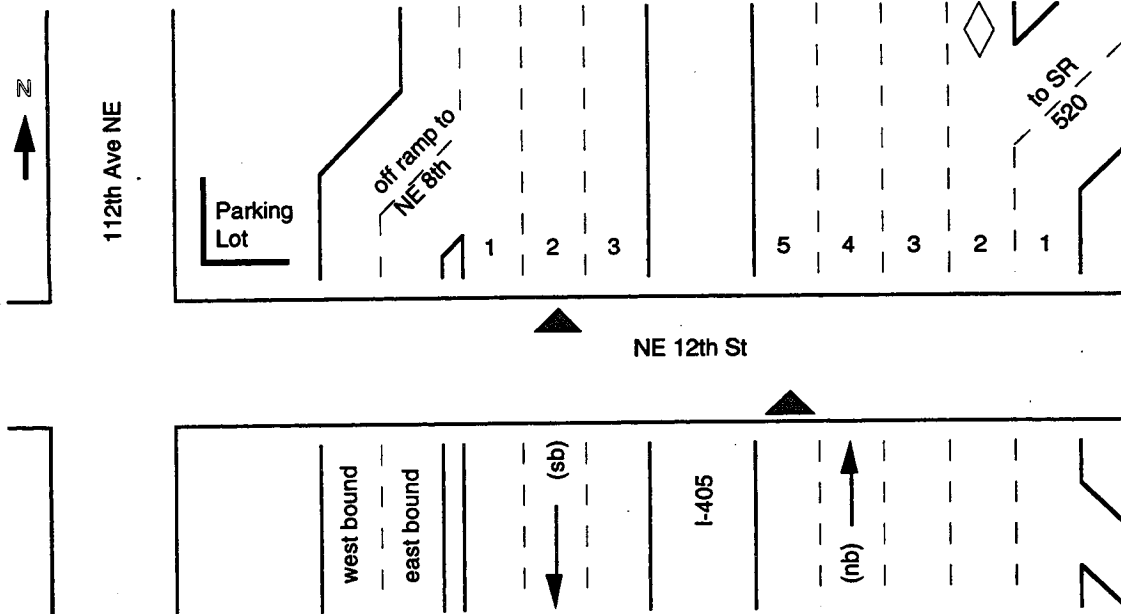 N
112th Ave NE
Parking
Lot
off ramp to
NE 8th
1
2
3
5
4
3
2
1
to SR
520
NE 12th St
west bound
east bound
(sb)
I-405
(nb)